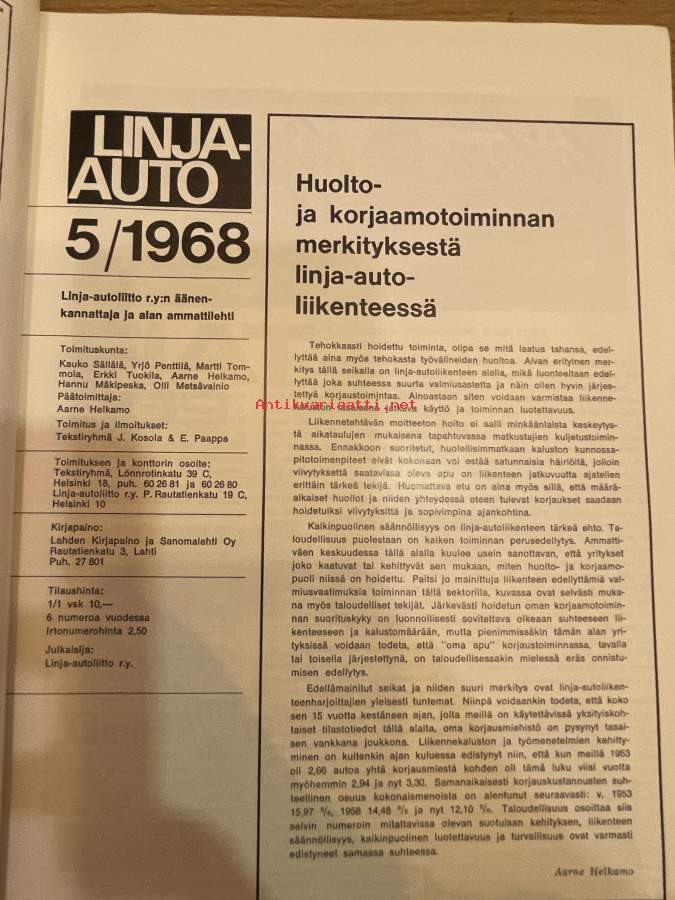 LINJA-
AUTO
5/1968
Linja-autoliitto r.y:n äänen-
kannattaja ja alan ammattilehti
Toimituskunta:
Kauko Sällälä, Yrjö Penttilä, Martti Tom-
mola, Erkki Tuokila, Aarne Helkamo,
Hannu Mäkipeska, Olli Metsävainio
Päätoimittaja:
Aarne Helkamo
Toimitus ja ilmoitukset:
Tekstiryhmä J. Kosola & E. Paappa
Toimituksen ja konttorin osoite:
Tekstiryhmä, Lönnrotinkatu 39 C,
Helsinki 18, puh. 60 26 81 ja 60 26 80
Linja-autoliitto r.y. P. Rautatienkatu 19 C,
Helsinki 10
Kirjapaino:
Lahden Kirjapaino ja Sanomalehti Oy
Rautatienkatu 3, Lahti
Puh. 27 801
Tilaushinta:
1/1 vsk 10,—
6 numeroa vuodessa
Irtonumerohinta 2,50
Julkaisija:
Linja-autoliitto r.y.
Huolto-
ja korjaamotoiminnan
merkityksestä
linja-auto-
liikenteessä
Tehokkaasti hoidettu toiminta, olipa se mitä laatua tahansa, edel-
lyttää aina myös tehokasta työvälineiden huoltoa. Aivan erityinen mer-
kitys tällä seikalla on linja-autoliikenteen alalla, mikä luonteeltaan edel-
lyttää joka suhteessa suurta valmiusastetta ja näin ollen hyvin järjes-
tettyä korjaustoimintaa. Ainoastaan siten voidaan varmistaa liikenne-
Antikvariaatti.net
kaluston tasaisena jatkuva käyttö ja toiminnan luotettavuus.
Liikennetehtävän moitteeton hoito ei salli minkäänlaista keskeytys-
tä aikataulujen mukaisena tapahtuvassa matkustajien kuljetustoimin-
nassa. Ennakkoon suoritetut, huolellisimmatkaan kaluston kunnossa-
pitotoimenpiteet eivät kokonaan voi estää satunnaisia häiriöitä, jolloin
viivytyksettä saatavissa oleva apu on liikenteen jatkuvuutta ajatellen
erittäin tärkeä tekijä. Huomattava etu on aina myös sillä, että määrä-
aikaiset huollot ja niiden yhteydessä eteen tulevat korjaukset saadaan
hoidetuiksi viivytyksittä ja sopivimpina ajankohtina.
Kaikinpuolinen säännöllisyys on linja-autoliikenteen tärkeä ehto. Ta-
loudellisuus puolestaan on kaiken toiminnan perusedellytys. Ammatti-
väen keskuudessa tällä alalla kuulee usein sanottavan, että yritykset
joko kaatuvat tai kehittyvät sen mukaan, miten huolto- ja korjaamo-
puoli niissä on hoidettu. Paitsi jo mainittuja liikenteen edellyttämiä val-
miusvaatimuksia toiminnan tällä sektorilla, kuvassa ovat selvästi muka-
na myös taloudelliset tekijät. Järkevästi hoidetun oman korjaamotoimin-
nan suorituskyky on luonnollisesti sovitettava oikeaan suhteeseen lii-
kenteeseen ja kalustomäärään, mutta pienimmissäkin tämän alan yri-
tyksissä voidaan todeta, että "oma apu" korjaustoiminnassa, tavalla
tai toisella järjestettynä, on taloudellisessakin mielessä eräs onnistu-
misen edellytys.
Edellämainitut seikat ja niiden suuri merkitys ovat linja-autoliiken-
teenharjoittajien yleisesti tuntemat. Niinpä voidaankin todeta, että koko
sen 15 vuotta kestäneen ajan, jolta meillä on käytettävissä yksityiskoh-
taiset tilastotiedot tältä alalta, oma korjausmiehistö on pysynyt tasai-
sen vankkana joukkona. Liikennekaluston ja työmenetelmien kehitty-
minen on kuitenkin ajan kuluessa edistynyt niin, että kun meillä 1953
oli 2,66 autoa yhtä korjausmiestä kohden oli tämä luku viisi vuotta
myöhemmin 2,94 ja nyt 3,30. Samanaikaisesti korjauskustannusten suh-
teellinen osuus kokonaismenoista on alentunut seuraavasti: v. 1953
15,97 %, 1958 14,48 % ja nyt 12,10 %. Taloudellisuus osoittaa siis
selvin numeroin mitattavissa olevan suotuisan kehityksen, liikenteen
säännöllisyys, kaikinpuolinen luotettavuus ja turvallisuus ovat varmasti
edistyneet samassa suhteessa.
Aarne Helkamo